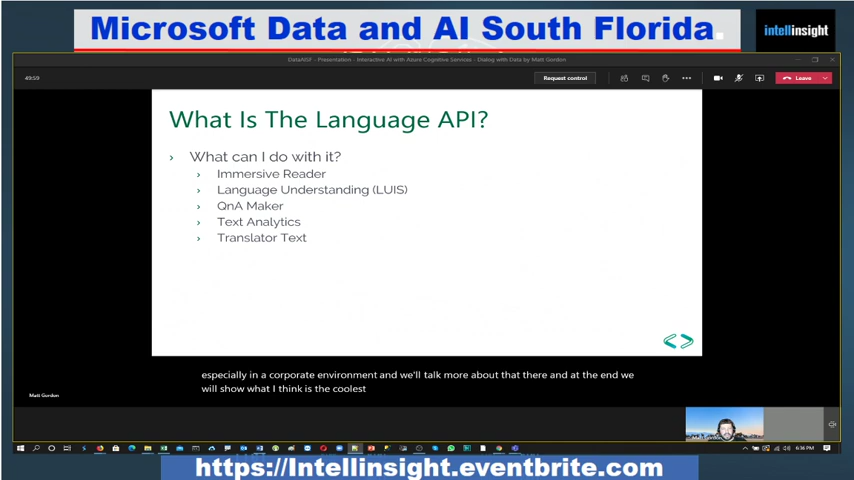 Microsoft Data and AI South Florida.
intellinsight
DataAISF - Presentation - Interactive AI with Azure Cognitive Services - Dialog with Data by Matt Gordon
49:59
Request control
Leave
What Is The Language API?
› What can I do with it?
› Immersive Reader
› Language Understanding (LUIS)
› QnA Maker
› Text Analytics
› Translator Text
especially in a corporate environment and we'll talk more about that there and at the end we
will show what I think is the coolest
Matt Gordon
6:36 PM
https://Intellinsight.eventbrite.com